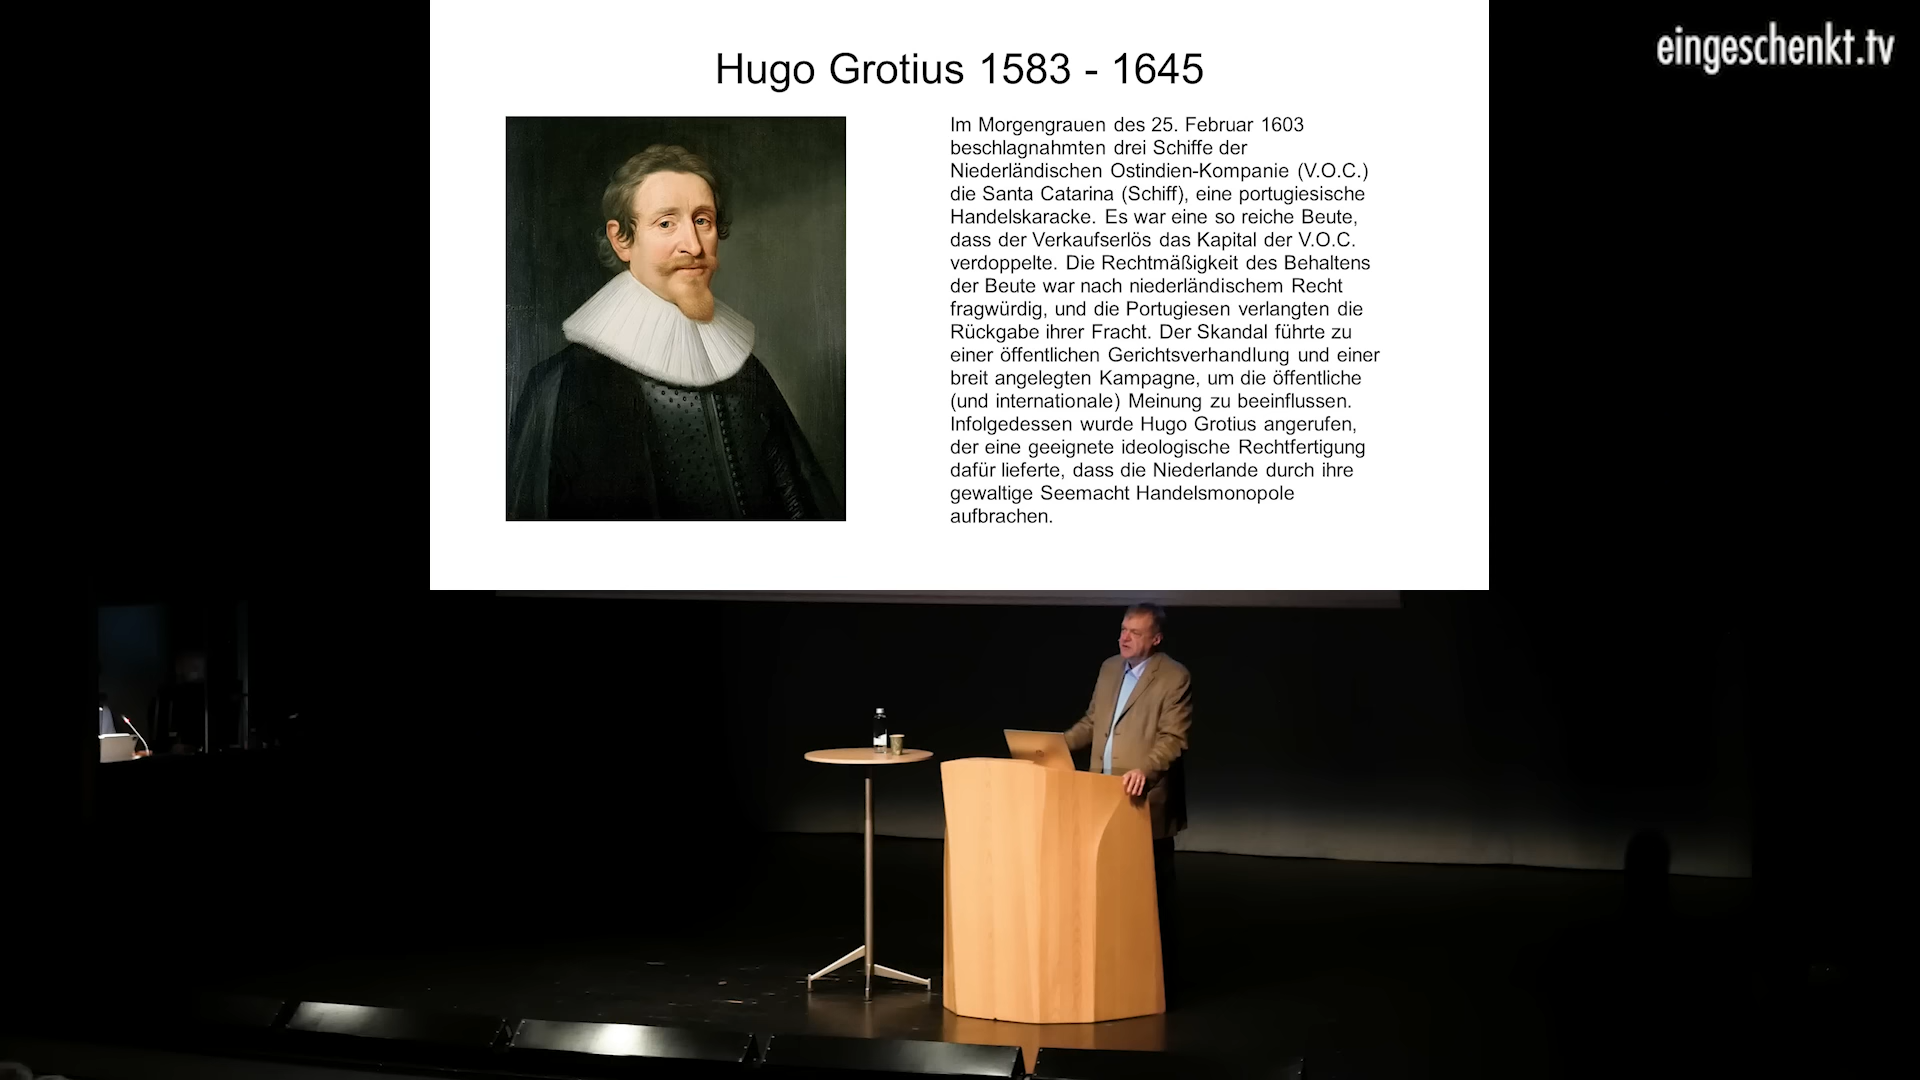 eingeschenkt.tv
Hugo Grotius 1583 - 1645
Im Morgengrauen des 25. Februar 1603
beschlagnahmten drei Schiffe der
Niederländischen Ostindien-Kompanie (V.O.C.)
die Santa Catarina (Schiff), eine portugiesische
Handelskaracke. Es war eine so reiche Beute,
dass der Verkaufserlös das Kapital der V.O.C.
verdoppelte. Die Rechtmäßigkeit des Behaltens
der Beute war nach niederländischem Recht
fragwürdig, und die Portugiesen verlangten die
Rückgabe ihrer Fracht. Der Skandal führte zu
einer öffentlichen Gerichtsverhandlung und einer
breit angelegten Kampagne, um die öffentliche
(und internationale) Meinung zu beeinflussen.
Infolgedessen wurde Hugo Grotius angerufen,
der eine geeignete ideologische Rechtfertigung
dafür lieferte, dass die Niederlande durch ihre
gewaltige Seemacht Handelsmonopole
aufbrachen.